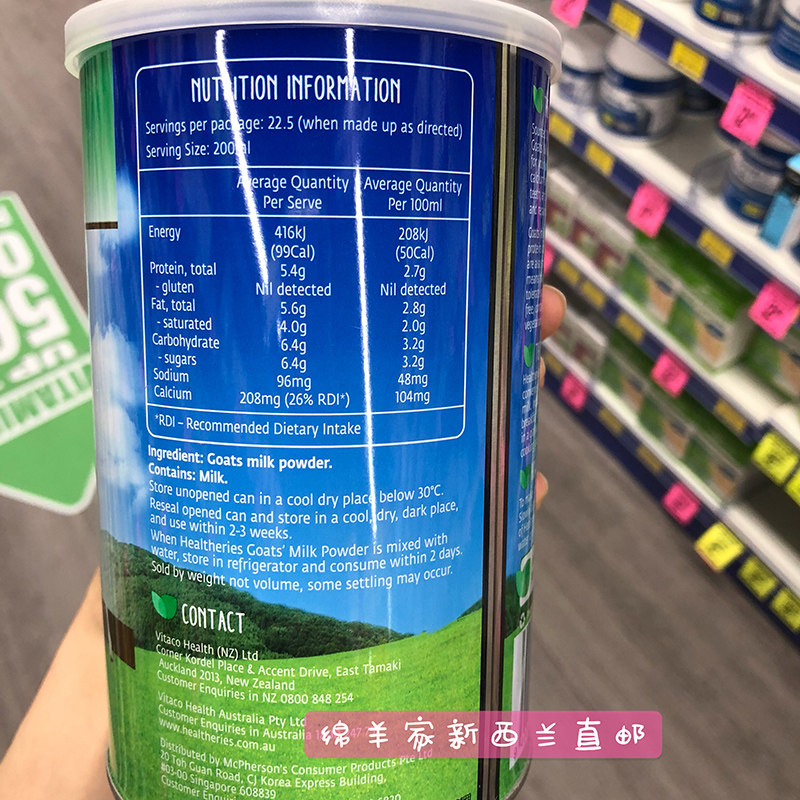 NUTRITION INFORMATION
Servings per package: 22.5 (when made up as directed)
Serving Size: 200ml
Average Quantity Per Serve
Average Quantity Per 100ml
Energy 416kJ 208kJ
(99Cal) (50Cal)
Protein, total 5.4g 2.7g
- gluten Nil detected Nil detected
Fat, total 5.6g 2.8g
- saturated 4.0g 2.0g
Carbohydrate 6.4g 3.2g
- sugars 6.4g 3.2g
Sodium 96mg 48mg
Calcium 208mg (26% RDI*) 104mg
*RDI – Recommended Dietary Intake
Ingredient: Goats milk powder.
Contains: Milk.
Store unopened can in a cool dry place below 30°C.
Reseal opened can and store in a cool, dry, dark place,
and use within 2-3 weeks.
When Healtheries Goats' Milk Powder is mixed with
water, store in refrigerator and consume within 2 days.
Sold by weight not volume, some settling may occur.
CONTACT
Vitaco Health (NZ) Ltd
Corner Kordel Place & Accent Drive, East Tamaki
Auckland 2013, New Zealand
Customer Enquiries in NZ 0800 848 254
Vitaco Health Australia Pty Ltd
Customer Enquiries in Australia
www.healtheries.com.au
Distributed by McPherson's Consumer Products Pte Ltd
20 Toh Guan Road, CJ Korea Express Building,
#03-00 Singapore 608839
Customer Enquiries
绵羊家新西兰直邮